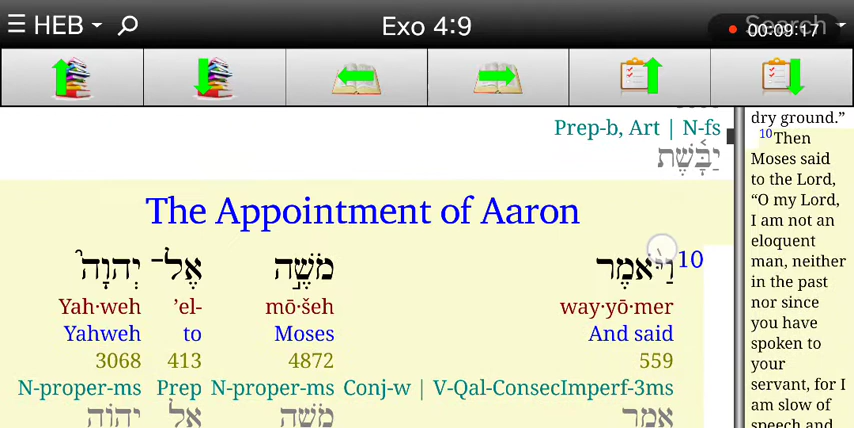 HEB
Exo 4:9
Search
00:09:17
Prep-b, Art | N-fs
יַבָּשֶׁת
The Appointment of Aaron
10 וַיֹּ֥אמֶר מֹשֶׁ֣ה אֶל־ יְהוָה֮
Yah·weh ’el- mō·šeh way·yō·mer
Yahweh to Moses And said
3068 413 4872 559
N-proper-ms Prep N-proper-ms Conj-w | V-Qal-ConsecImperf-3ms
יהוה אל משה אמר
dry ground.”
10Then
Moses said
to the Lord,
“O my Lord,
I am not an
eloquent
man, neither
in the past
nor since
you have
spoken to
your
servant, for I
am slow of
speech and